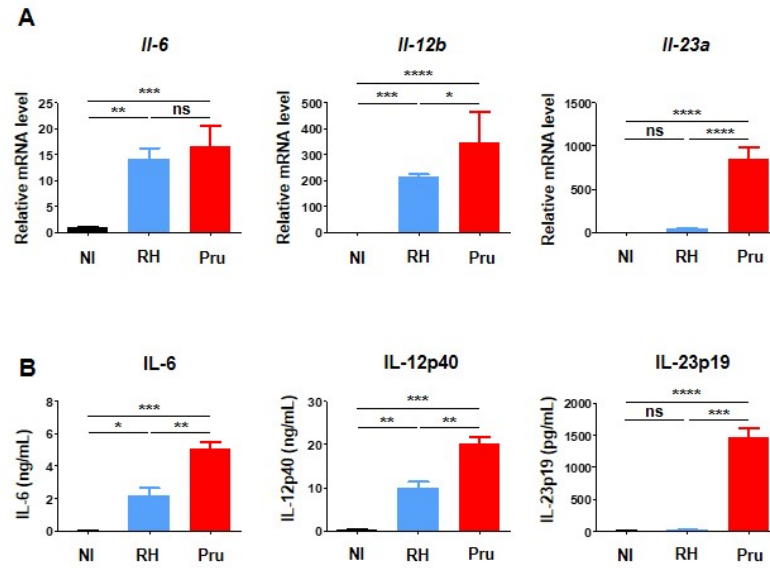 A
Il-6
Il-12b
Il-23a
Relative mRNA level
25
20
15
10
5
0
***
**
ns
NI
RH
Pru
Relative mRNA level
500
400
300
200
100
0
****
***
*
NI
RH
Pru
Relative mRNA level
1500
1000
500
0
****
ns
****
NI
RH
Pru
B
IL-6
IL-12p40
IL-23p19
IL-6 (ng/mL)
8
6
4
2
0
***
*
**
NI
RH
Pru
IL-12p40 (ng/mL)
30
20
10
0
***
**
**
NI
RH
Pru
IL-23p19 (pg/mL)
2000
1500
1000
500
0
****
ns
***
NI
RH
Pru